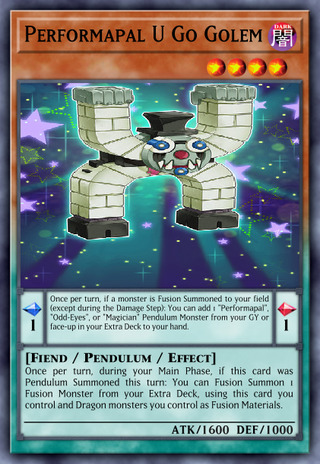 Performapal U Go Golem
DARK
闇
Once per turn, if a monster is Fusion Summoned to your field
(except during the Damage Step): You can add 1 "Performapal",
"Odd-Eyes", or "Magician" Pendulum Monster from your GY or
face-up in your Extra Deck to your hand.
1
1
[Fiend / Pendulum / Effect]
Once per turn, during your Main Phase, if this card was
Pendulum Summoned this turn: You can Fusion Summon 1
Fusion Monster from your Extra Deck, using this card you
control and Dragon monsters you control as Fusion Materials.
ATK/1600 DEF/1000